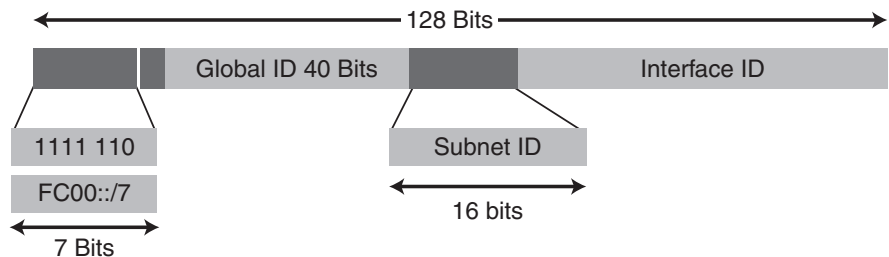 128 Bits
Global ID 40 Bits
Interface ID
1111 110
Subnet ID
FC00::/7
16 bits
7 Bits